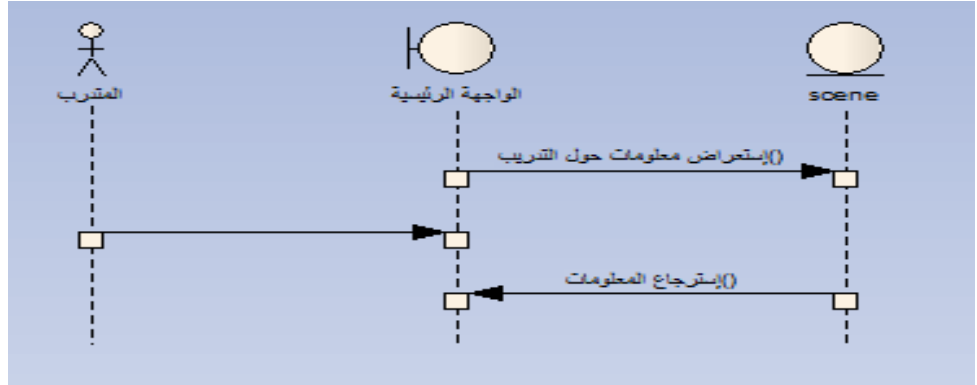 المتدرب
الواجهة الرئيسية
scene
إستعراض معلومات حول التدريب()
إسترجاع المعلومات()